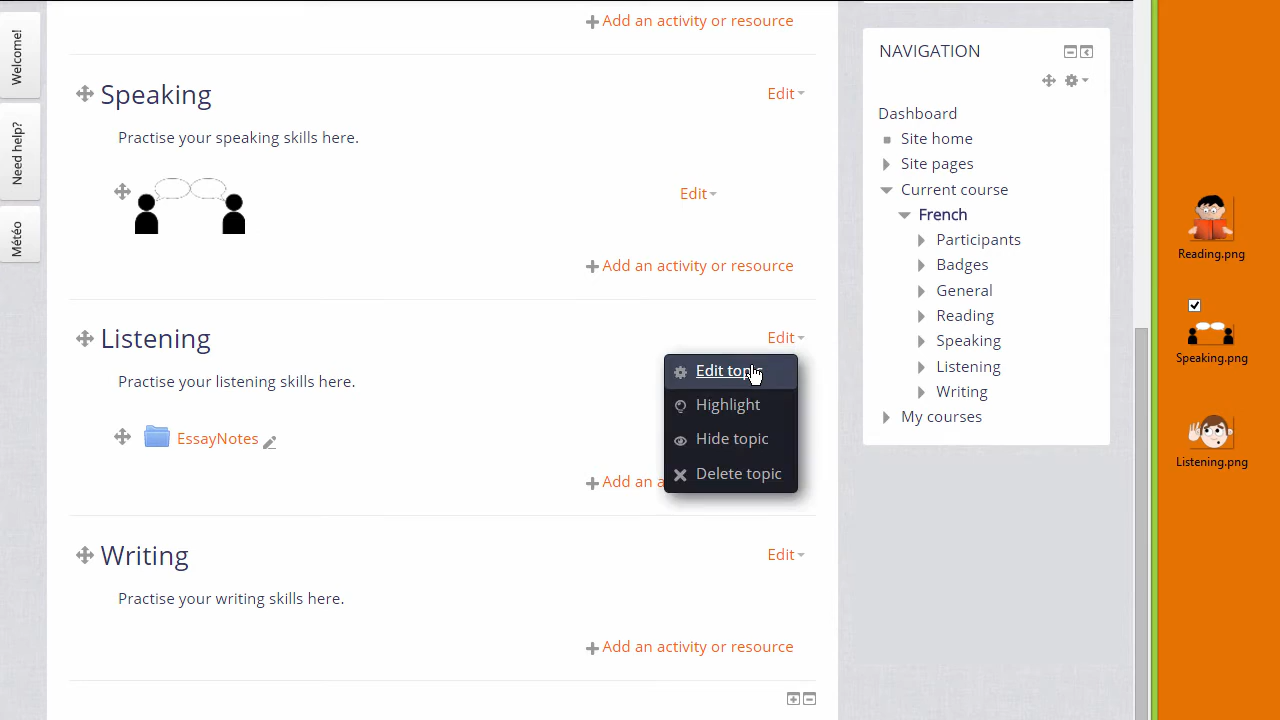 Welcome!
Need help?
Météo
Add an activity or resource
Speaking
Edit
Practise your speaking skills here.
Edit
Add an activity or resource
Listening
Edit
Practise your listening skills here.
EssayNotes
Add an a
Edit topic
Highlight
Hide topic
Delete topic
Writing
Edit
Practise your writing skills here.
Add an activity or resource
NAVIGATION
Dashboard
Site home
Site pages
Current course
French
Participants
Badges
General
Reading
Speaking
Listening
Writing
My courses
Reading.png
Speaking.png
Listening.png